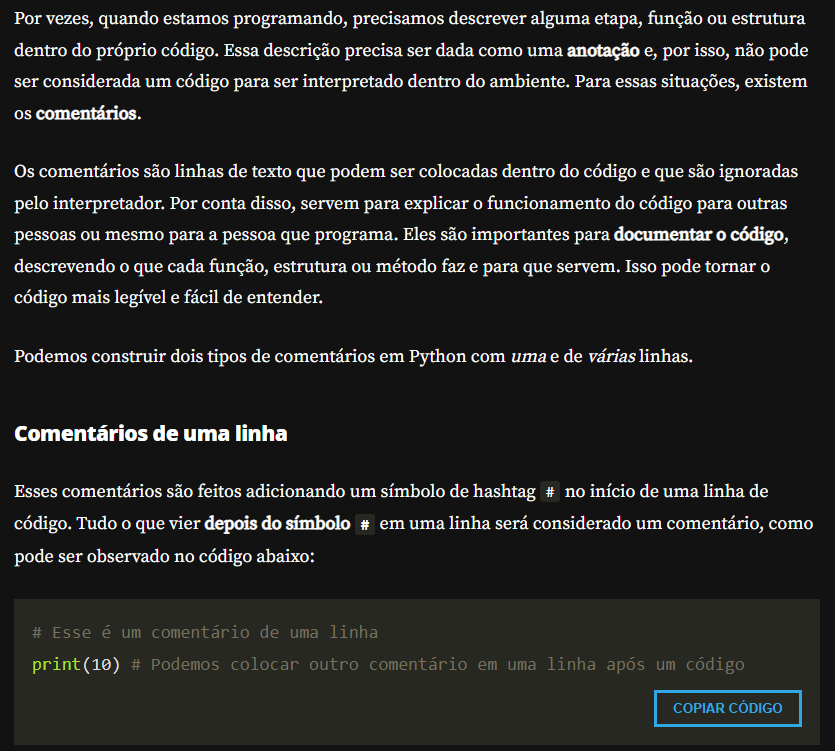 Por vezes, quando estamos programando, precisamos descrever alguma etapa, função ou estrutura
dentro do próprio código. Essa descrição precisa ser dada como uma anotação e, por isso, não pode
ser considerada um código para ser interpretado dentro do ambiente. Para essas situações, existem
os comentários.
Os comentários são linhas de texto que podem ser colocadas dentro do código e que são ignoradas
pelo interpretador. Por conta disso, servem para explicar o funcionamento do código para outras
pessoas ou mesmo para a pessoa que programa. Eles são importantes para documentar o código,
descrevendo o que cada função, estrutura ou método faz e para que servem. Isso pode tornar o
código mais legível e fácil de entender.
Podemos construir dois tipos de comentários em Python com uma e de várias linhas.
Comentários de uma linha
Esses comentários são feitos adicionando um símbolo de hashtag # no início de uma linha de
código. Tudo o que vier depois do símbolo # em uma linha será considerado um comentário, como
pode ser observado no código abaixo:
# Esse é um comentário de uma linha
print(10) # Podemos colocar outro comentário em uma linha após um código
COPIAR CÓDIGO